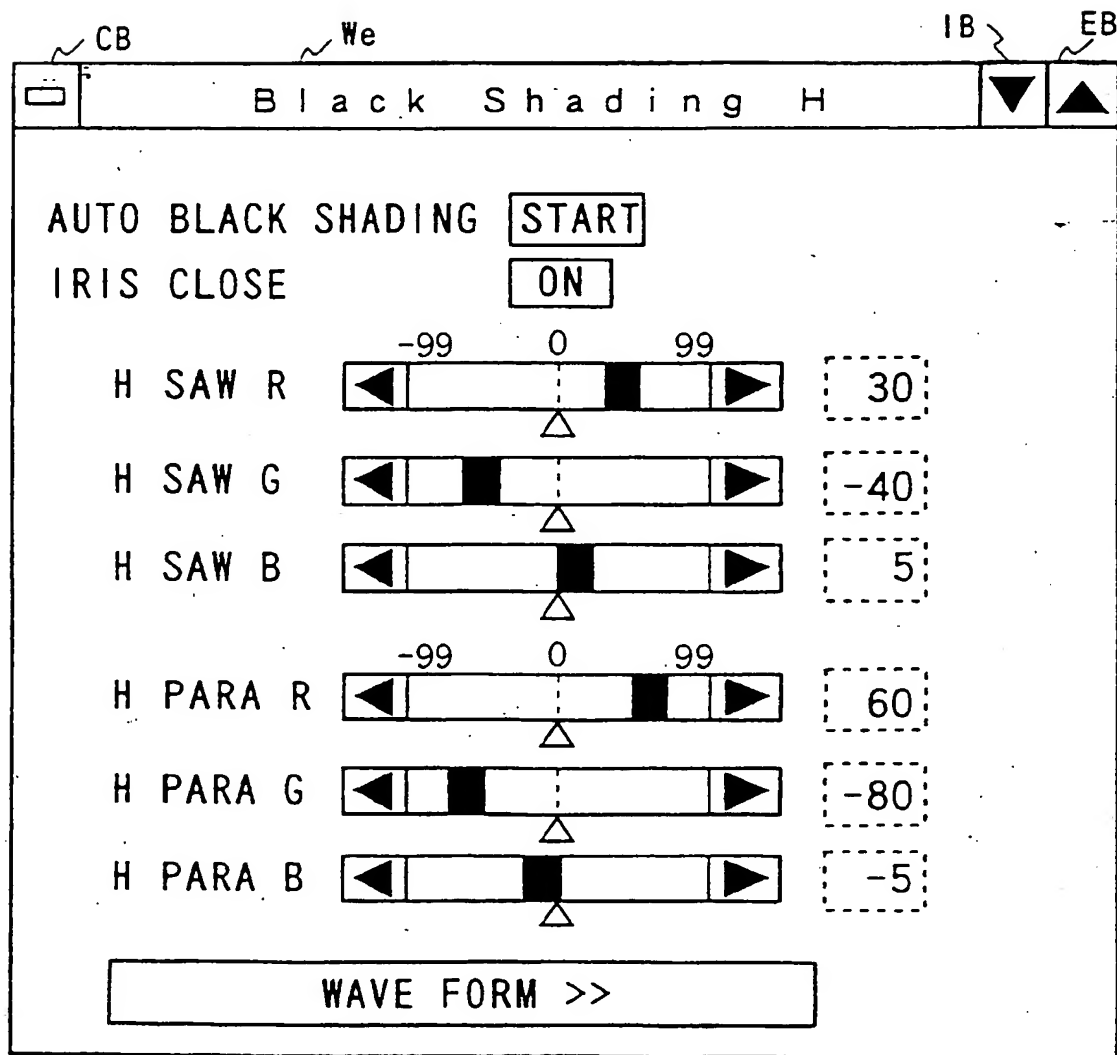 CB We IB EB
Black Shading H
AUTO BLACK SHADING START
IRIS CLOSE ON
-99 0 99
H SAW R 30
H SAW G -40
H SAW B 5
-99 0 99
H PARA R 60
H PARA G -80
H PARA B -5
WAVE FORM >>